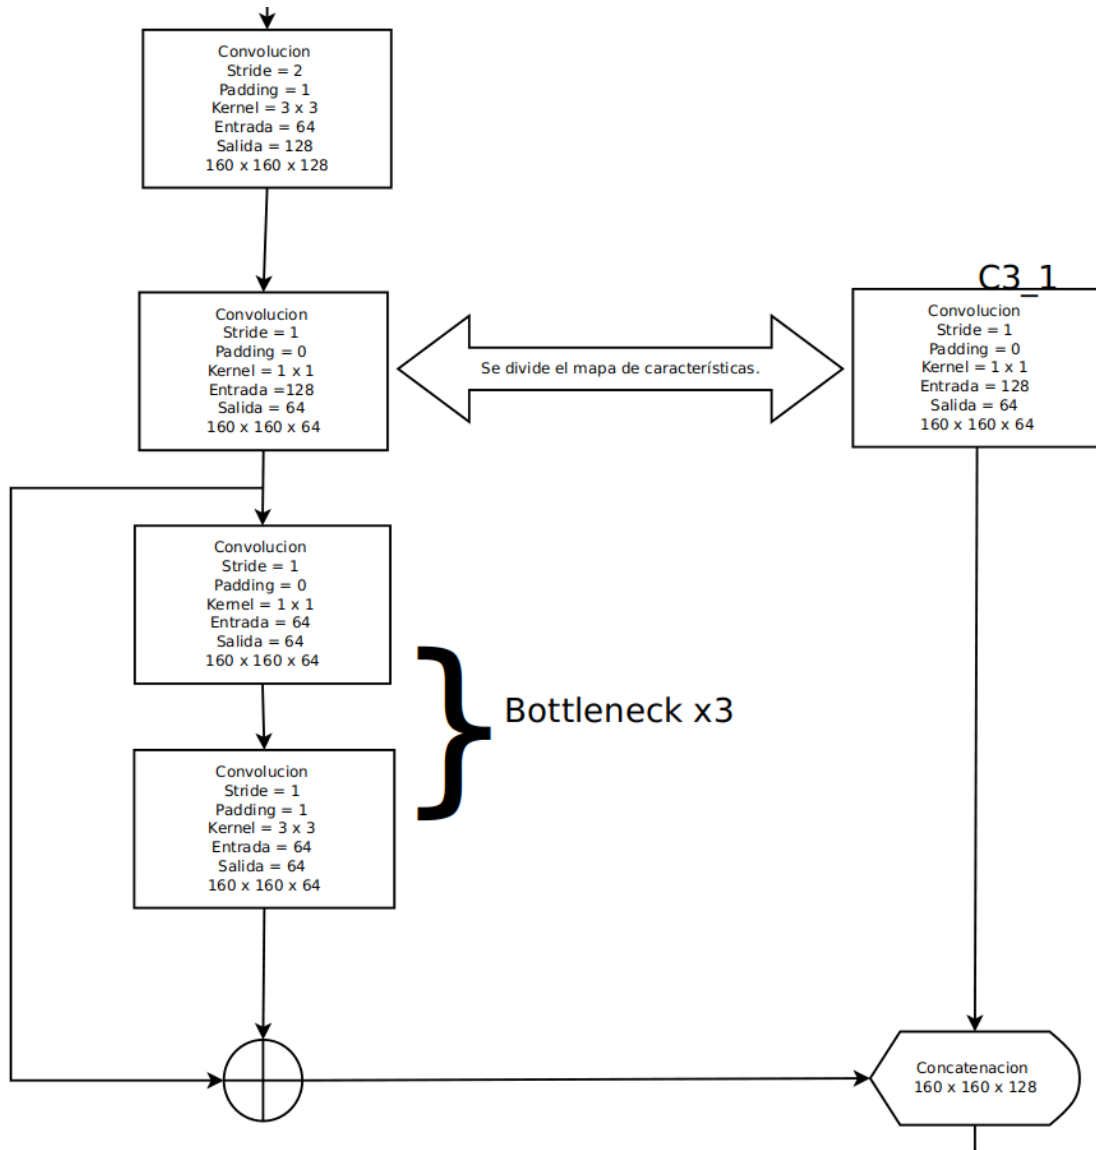 Convolucion
Stride = 2
Padding = 1
Kernel = 3 x 3
Entrada = 64
Salida = 128
160 x 160 x 128
Convolucion
Stride = 1
Padding = 0
Kernel = 1 x 1
Entrada =128
Salida = 64
160 x 160 x 64
Se divide el mapa de característícas.
C3_1
Convolucion
Stride = 1
Padding = 0
Kernel = 1 x 1
Entrada = 128
Salida = 64
160 x 160 x 64
Convolucion
Stride = 1
Padding = 0
Kernel = 1 x 1
Entrada = 64
Salida = 64
160 x 160 x 64
Bottleneck x3
Convolucion
Stride = 1
Padding = 1
Kernel = 3 x 3
Entrada = 64
Salida = 64
160 x 160 x 64
Concatenacion
160 x 160 x 128